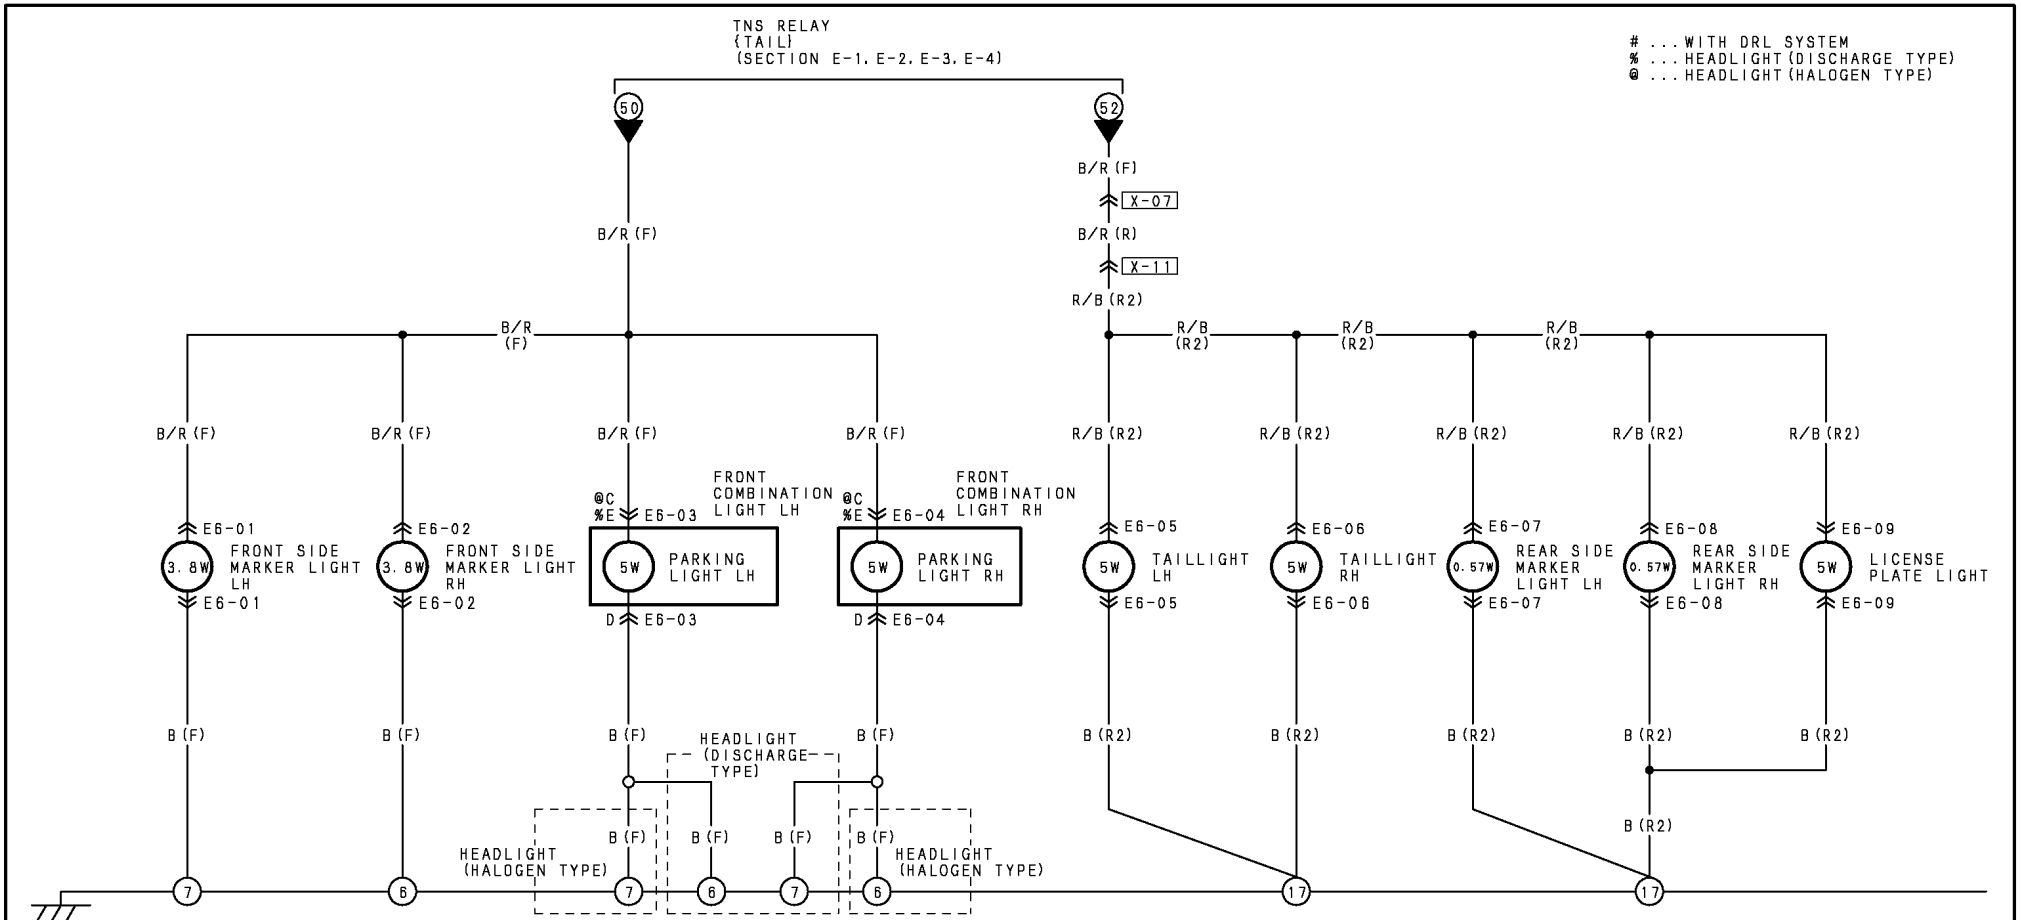 TNS RELAY
{TAIL}
(SECTION E-1, E-2, E-3, E-4)
# ... WITH DRL SYSTEM
% ... HEADLIGHT (DISCHARGE TYPE)
@ ... HEADLIGHT (HALOGEN TYPE)
50
52
B/R (F)
X-07
B/R (F)
B/R (R)
X-11
R/B (R2)
B/R
(F)
R/B
(R2)
R/B
(R2)
R/B
(R2)
B/R (F)
B/R (F)
B/R (F)
B/R (F)
R/B (R2)
R/B (R2)
R/B (R2)
R/B (R2)
R/B (R2)
@C
%E
E6-03
FRONT
COMBINATION
LIGHT LH
@C
%E
E6-04
FRONT
COMBINATION
LIGHT RH
E6-01
E6-02
E6-05
E6-06
E6-07
E6-08
E6-09
3.8W
FRONT SIDE
MARKER LIGHT
LH
3.8W
FRONT SIDE
MARKER LIGHT
RH
5W
PARKING
LIGHT LH
5W
PARKING
LIGHT RH
5W
TAILLIGHT
LH
5W
TAILLIGHT
RH
0.57W
REAR SIDE
MARKER
LIGHT LH
0.57W
REAR SIDE
MARKER
LIGHT RH
5W
LICENSE
PLATE LIGHT
E6-01
E6-02
D
E6-03
D
E6-04
E6-05
E6-06
E6-07
E6-08
E6-09
B (F)
B (F)
B (F)
HEADLIGHT
(DISCHARGE
TYPE)
B (F)
B (R2)
B (R2)
B (R2)
B (R2)
B (R2)
B (F)
B (F)
B (F)
B (F)
B (R2)
HEADLIGHT
(HALOGEN TYPE)
HEADLIGHT
(HALOGEN TYPE)
7
6
7
6
7
6
17
17